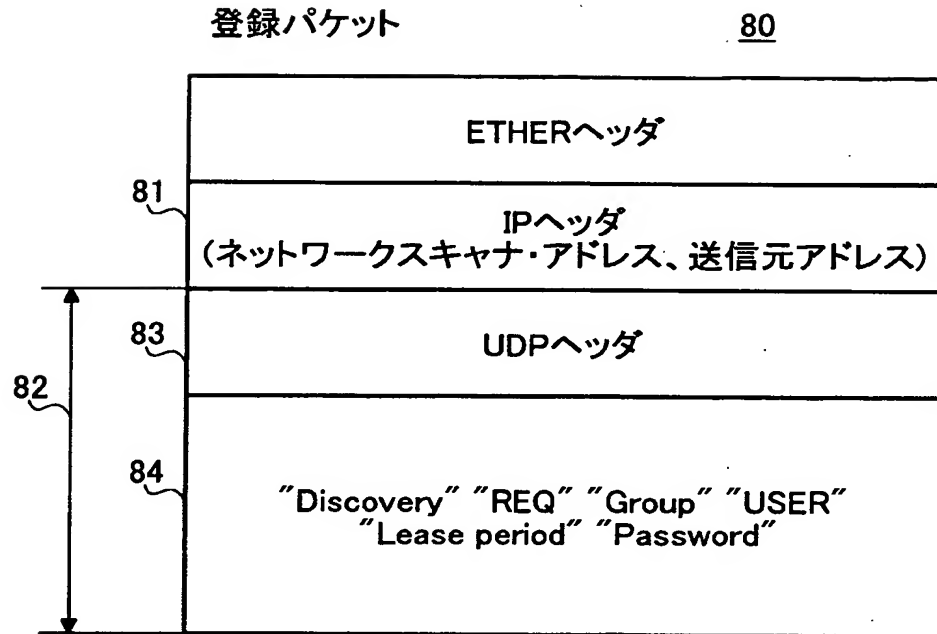 登録パケット 80
ETHERヘッダ
81
IPヘッダ
(ネットワークスキャナ・アドレス、送信元アドレス)
83
UDPヘッダ
82
84
"Discovery" "REQ" "Group" "USER"
"Lease period" "Password"